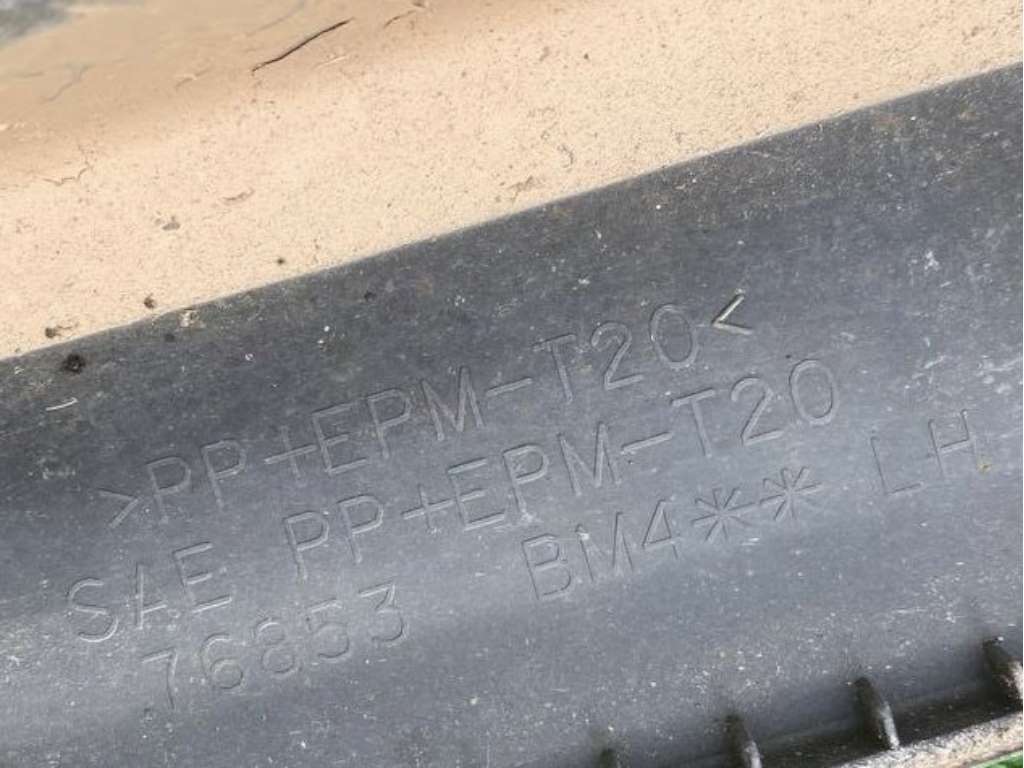 >PP+EPM-T20<
SAE PP+EPM-T20
76853 BM4** LH